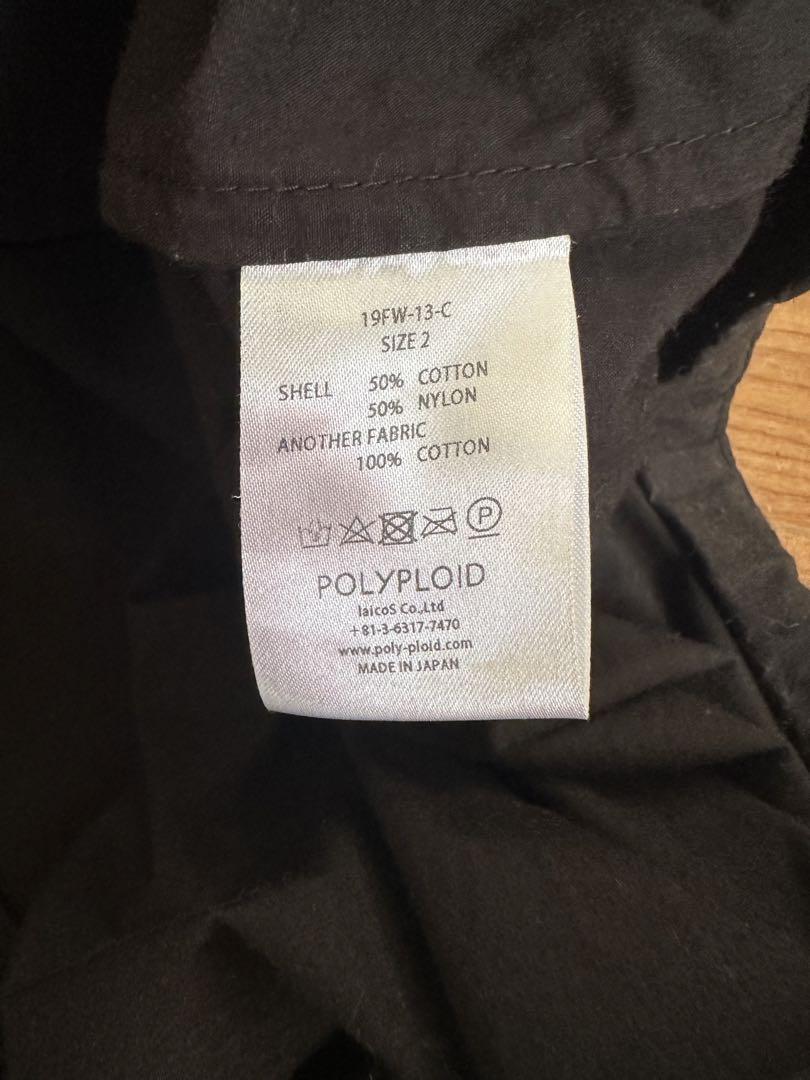 19FW-13-C
SIZE 2
SHELL 50% COTTON
50% NYLON
ANOTHER FABRIC
100% COTTON
P
POLYPLOID
laicoS Co.,Ltd
+81-3-6317-7470
www.poly-ploid.com
MADE IN JAPAN